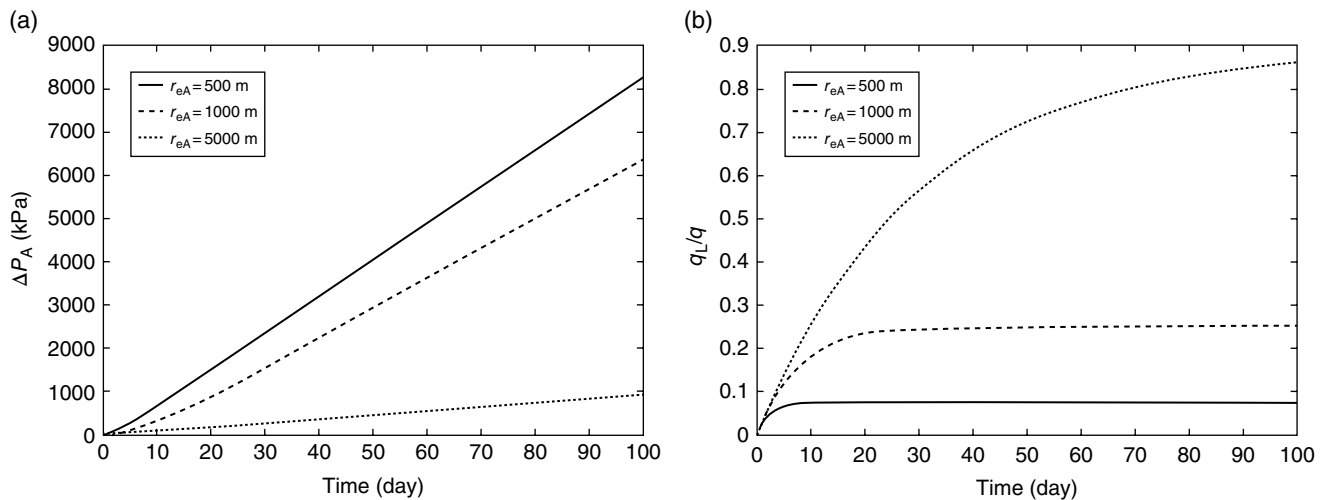 (a)
9000
8000
7000
6000
5000
4000
3000
2000
1000
0
ΔP_A (kPa)
r_eA = 500 m
r_eA = 1000 m
r_eA = 5000 m
0 10 20 30 40 50 60 70 80 90 100
Time (day)
(b)
0.9
0.8
0.7
0.6
0.5
0.4
0.3
0.2
0.1
0
q_L/q
r_eA = 500 m
r_eA = 1000 m
r_eA = 5000 m
0 10 20 30 40 50 60 70 80 90 100
Time (day)